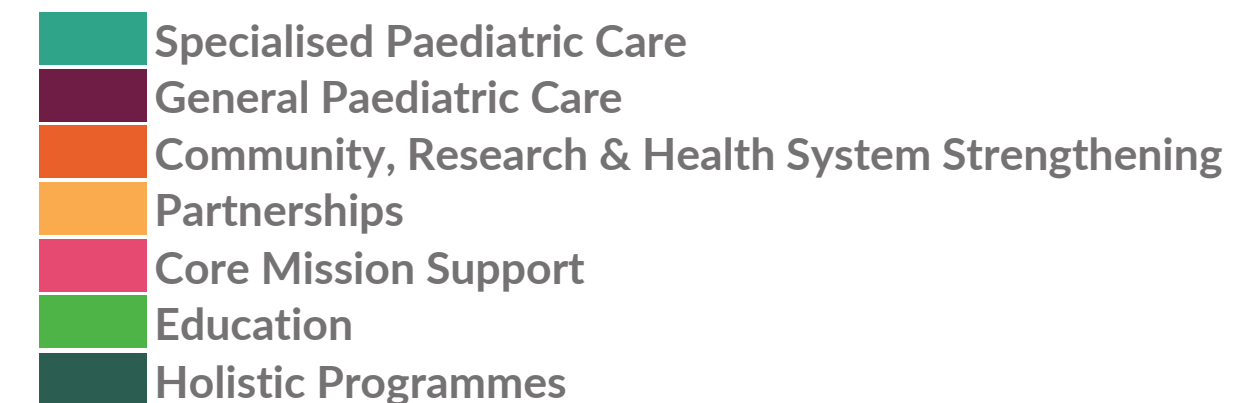 Specialised Paediatric Care
General Paediatric Care
Community, Research & Health System Strengthening
Partnerships
Core Mission Support
Education
Holistic Programmes